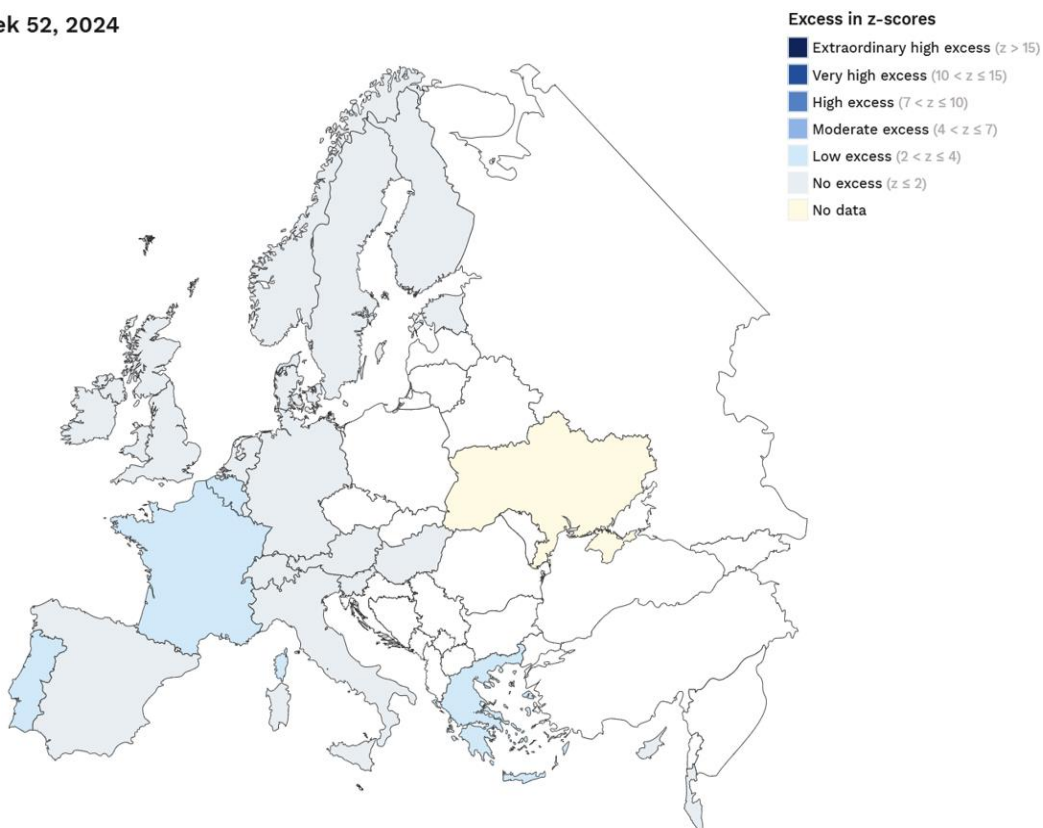 ek 52, 2024
Excess in z-scores
Extraordinary high excess (z > 15)
Very high excess (10 < z ≤ 15)
High excess (7 < z ≤ 10)
Moderate excess (4 < z ≤ 7)
Low excess (2 < z ≤ 4)
No excess (z ≤ 2)
No data